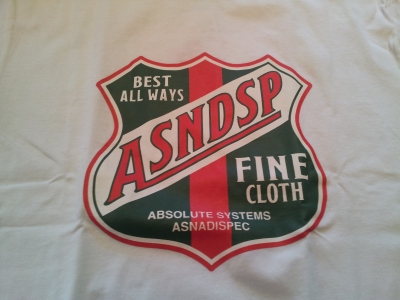 BEST
ALL WAYS
ASNDSP
FINE
CLOTH
ABSOLUTE SYSTEMS
ASNADISPEC